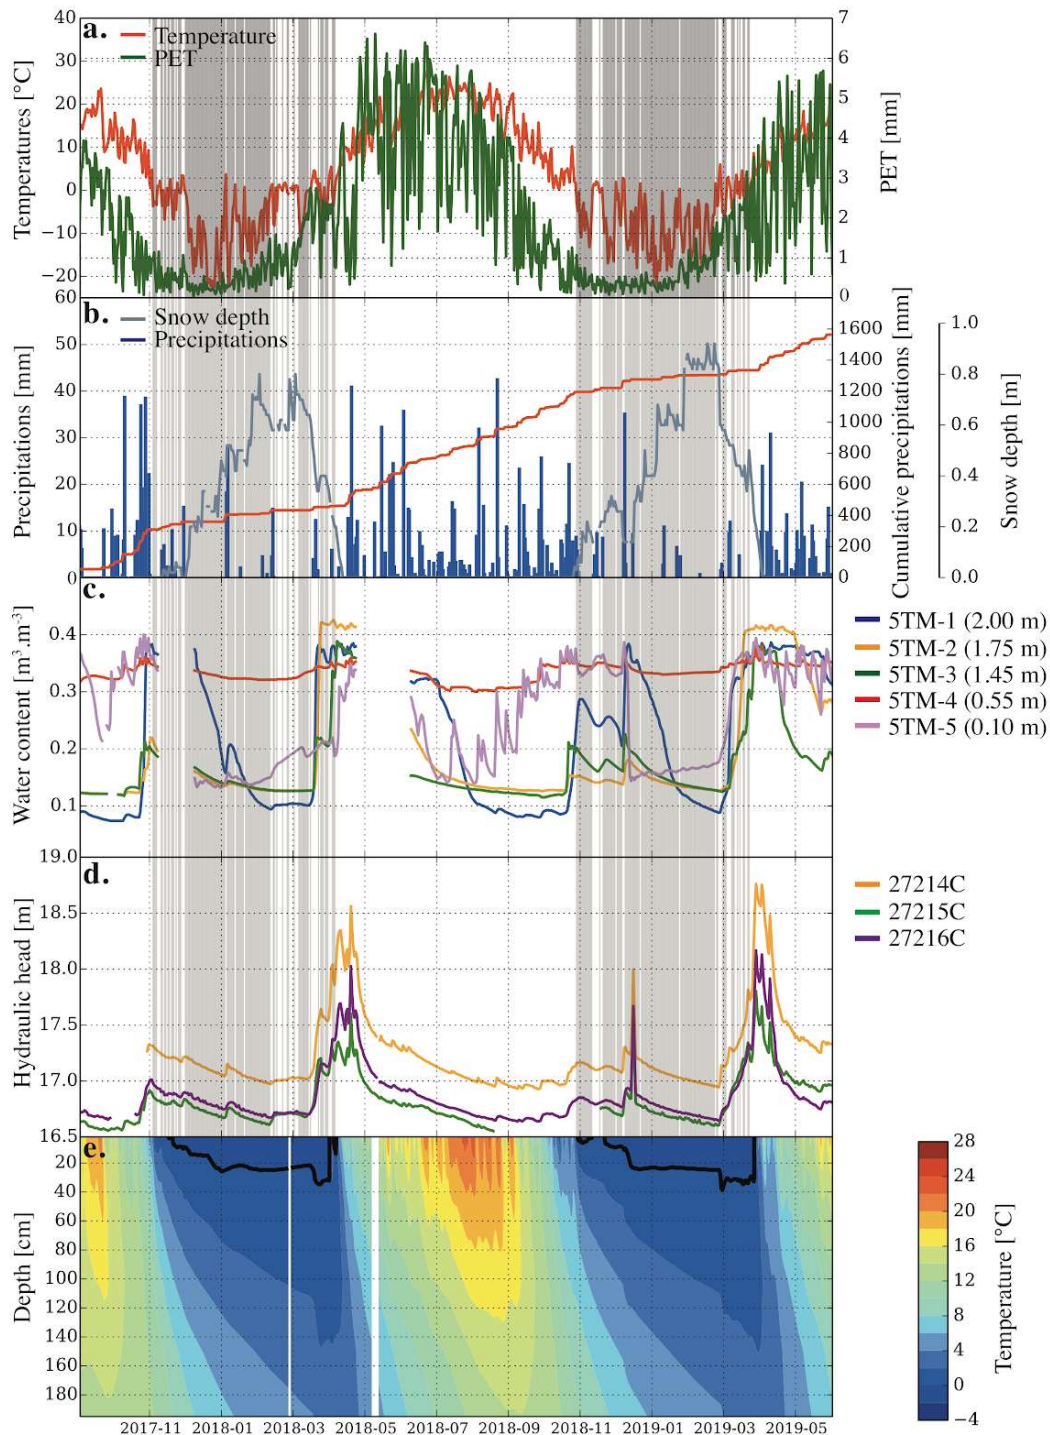 a.
Temperature
PET
Temperatures [°C]
40
30
20
10
0
−10
−20
7
6
5
4
3
2
1
0
PET [mm]
b.
Snow depth
Precipitations
Precipitations [mm]
60
50
40
30
20
10
0
1600
1400
1200
1000
800
600
400
200
0
Cumulative precipitations [mm]
1.0
0.8
0.6
0.4
0.2
0.0
Snow depth [m]
c.
Water content [m³.m⁻³]
0.4
0.3
0.2
0.1
5TM-1 (2.00 m)
5TM-2 (1.75 m)
5TM-3 (1.45 m)
5TM-4 (0.55 m)
5TM-5 (0.10 m)
d.
Hydraulic head [m]
19.0
18.5
18.0
17.5
17.0
16.5
27214C
27215C
27216C
e.
Depth [cm]
20
40
60
80
100
120
140
160
180
2017-11 2018-01 2018-03 2018-05 2018-07 2018-09 2018-11 2019-01 2019-03 2019-05
28
24
20
16
12
8
4
0
−4
Temperature [°C]